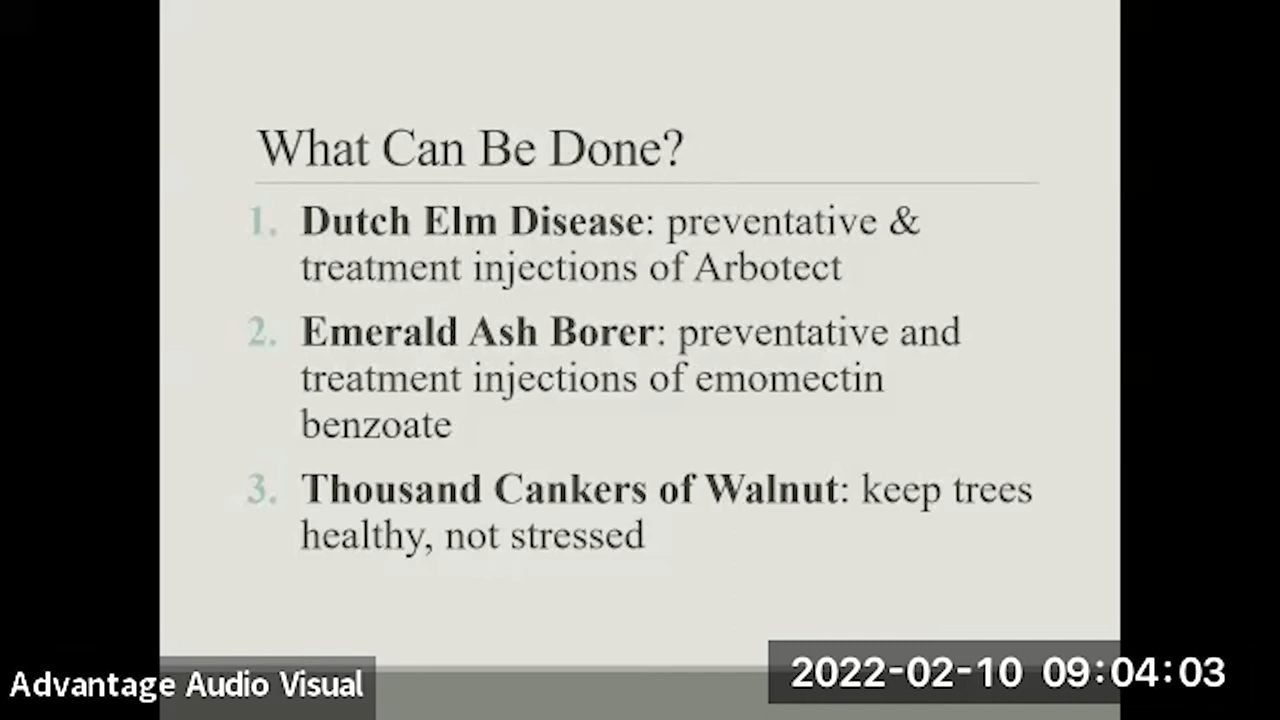 What Can Be Done?
1. Dutch Elm Disease: preventative &
treatment injections of Arbotect
2. Emerald Ash Borer: preventative and
treatment injections of emomectin
benzoate
3. Thousand Cankers of Walnut: keep trees
healthy, not stressed
Advantage Audio Visual
2022-02-10 09:04:03